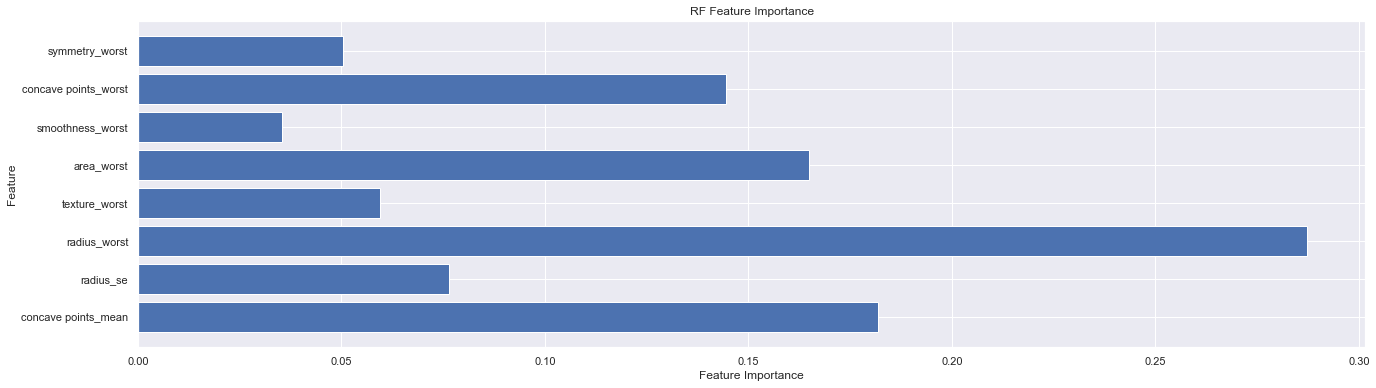 RF Feature Importance
symmetry_worst
concave points_worst
smoothness_worst
area_worst
texture_worst
radius_worst
radius_se
concave points_mean
Feature
0.00 0.05 0.10 0.15 0.20 0.25 0.30
Feature Importance